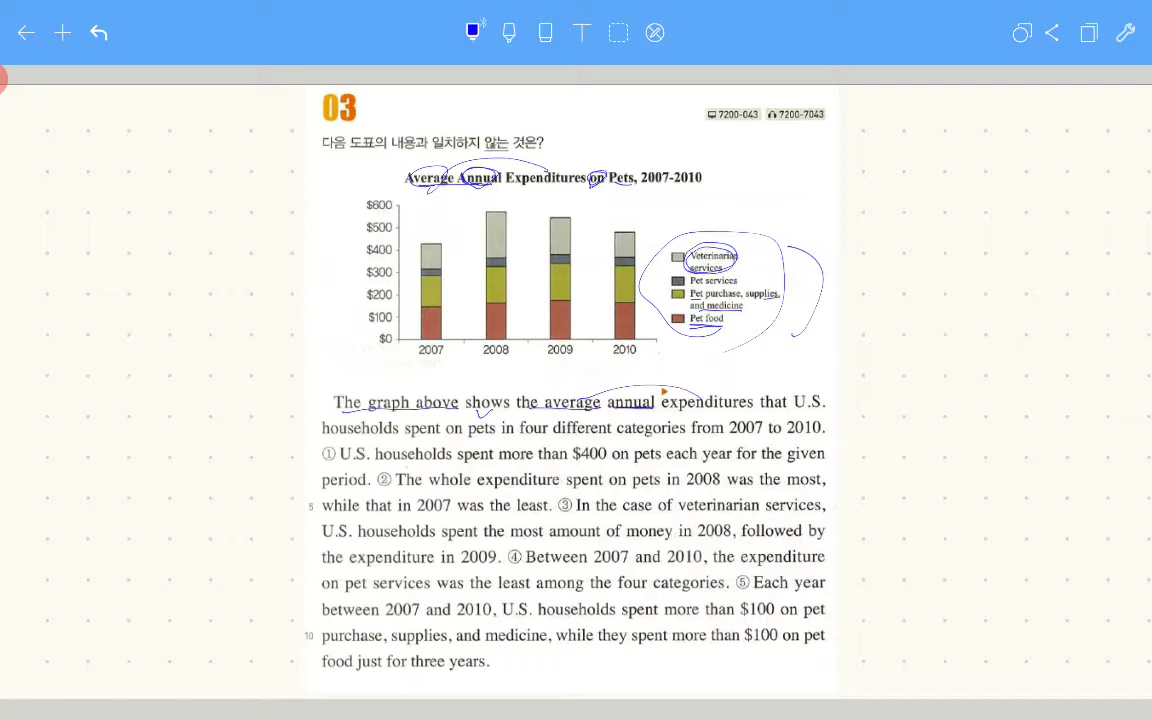 03
7200-043 7200-7043
다음 도표의 내용과 일치하지 않는 것은?
Average Annual Expenditures on Pets, 2007-2010
$600
$500
$400
$300
$200
$100
$0
2007 2008 2009 2010
Veterinarian
services
Pet services
Pet purchase, supplies,
and medicine
Pet food
The graph above shows the average annual expenditures that U.S.
households spent on pets in four different categories from 2007 to 2010.
① U.S. households spent more than $400 on pets each year for the given
period. ② The whole expenditure spent on pets in 2008 was the most,
5 while that in 2007 was the least. ③ In the case of veterinarian services,
U.S. households spent the most amount of money in 2008, followed by
the expenditure in 2009. ④ Between 2007 and 2010, the expenditure
on pet services was the least among the four categories. ⑤ Each year
between 2007 and 2010, U.S. households spent more than $100 on pet
10 purchase, supplies, and medicine, while they spent more than $100 on pet
food just for three years.